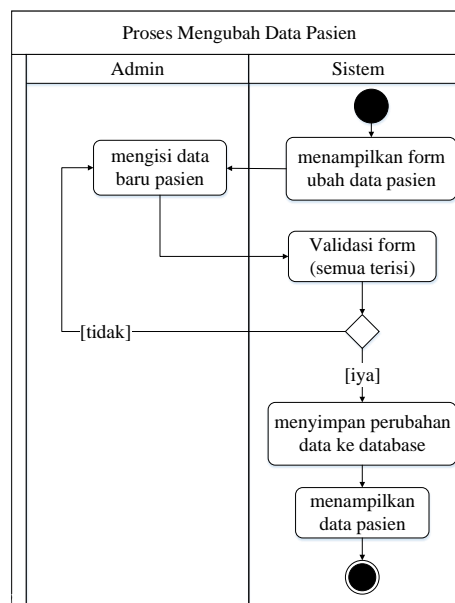 Proses Mengubah Data Pasien
Admin
Sistem
menampilkan form
ubah data pasien
mengisi data
baru pasien
Validasi form
(semua terisi)
[tidak]
[iya]
menyimpan perubahan
data ke database
menampilkan
data pasien